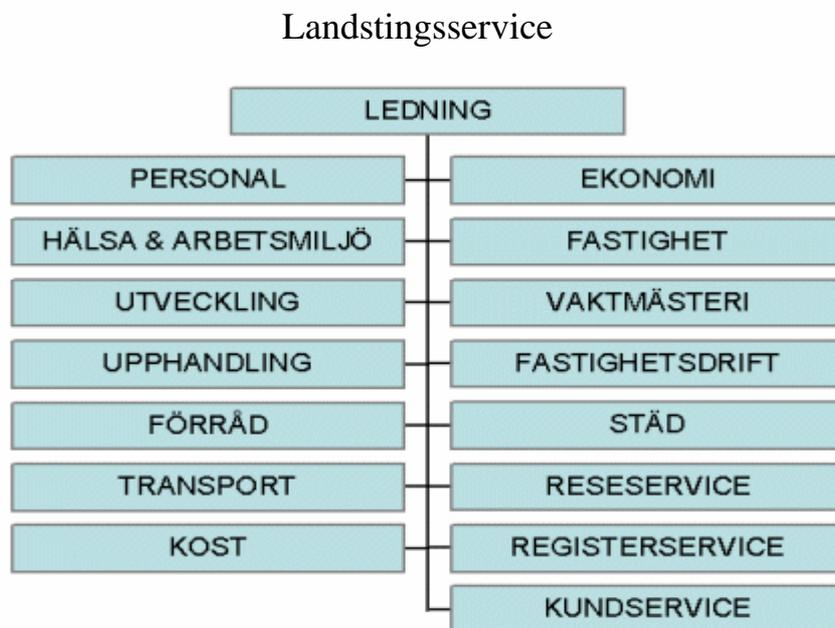 Landstingsservice
LEDNING
PERSONAL
EKONOMI
HÄLSA & ARBETSMILJÖ
FASTIGHET
UTVECKLING
VAKTMÄSTERI
UPPHANDLING
FASTIGHETSDRIFT
FÖRRÅD
STÄD
TRANSPORT
RESESERVICE
KOST
REGISTERSERVICE
KUNDSERVICE